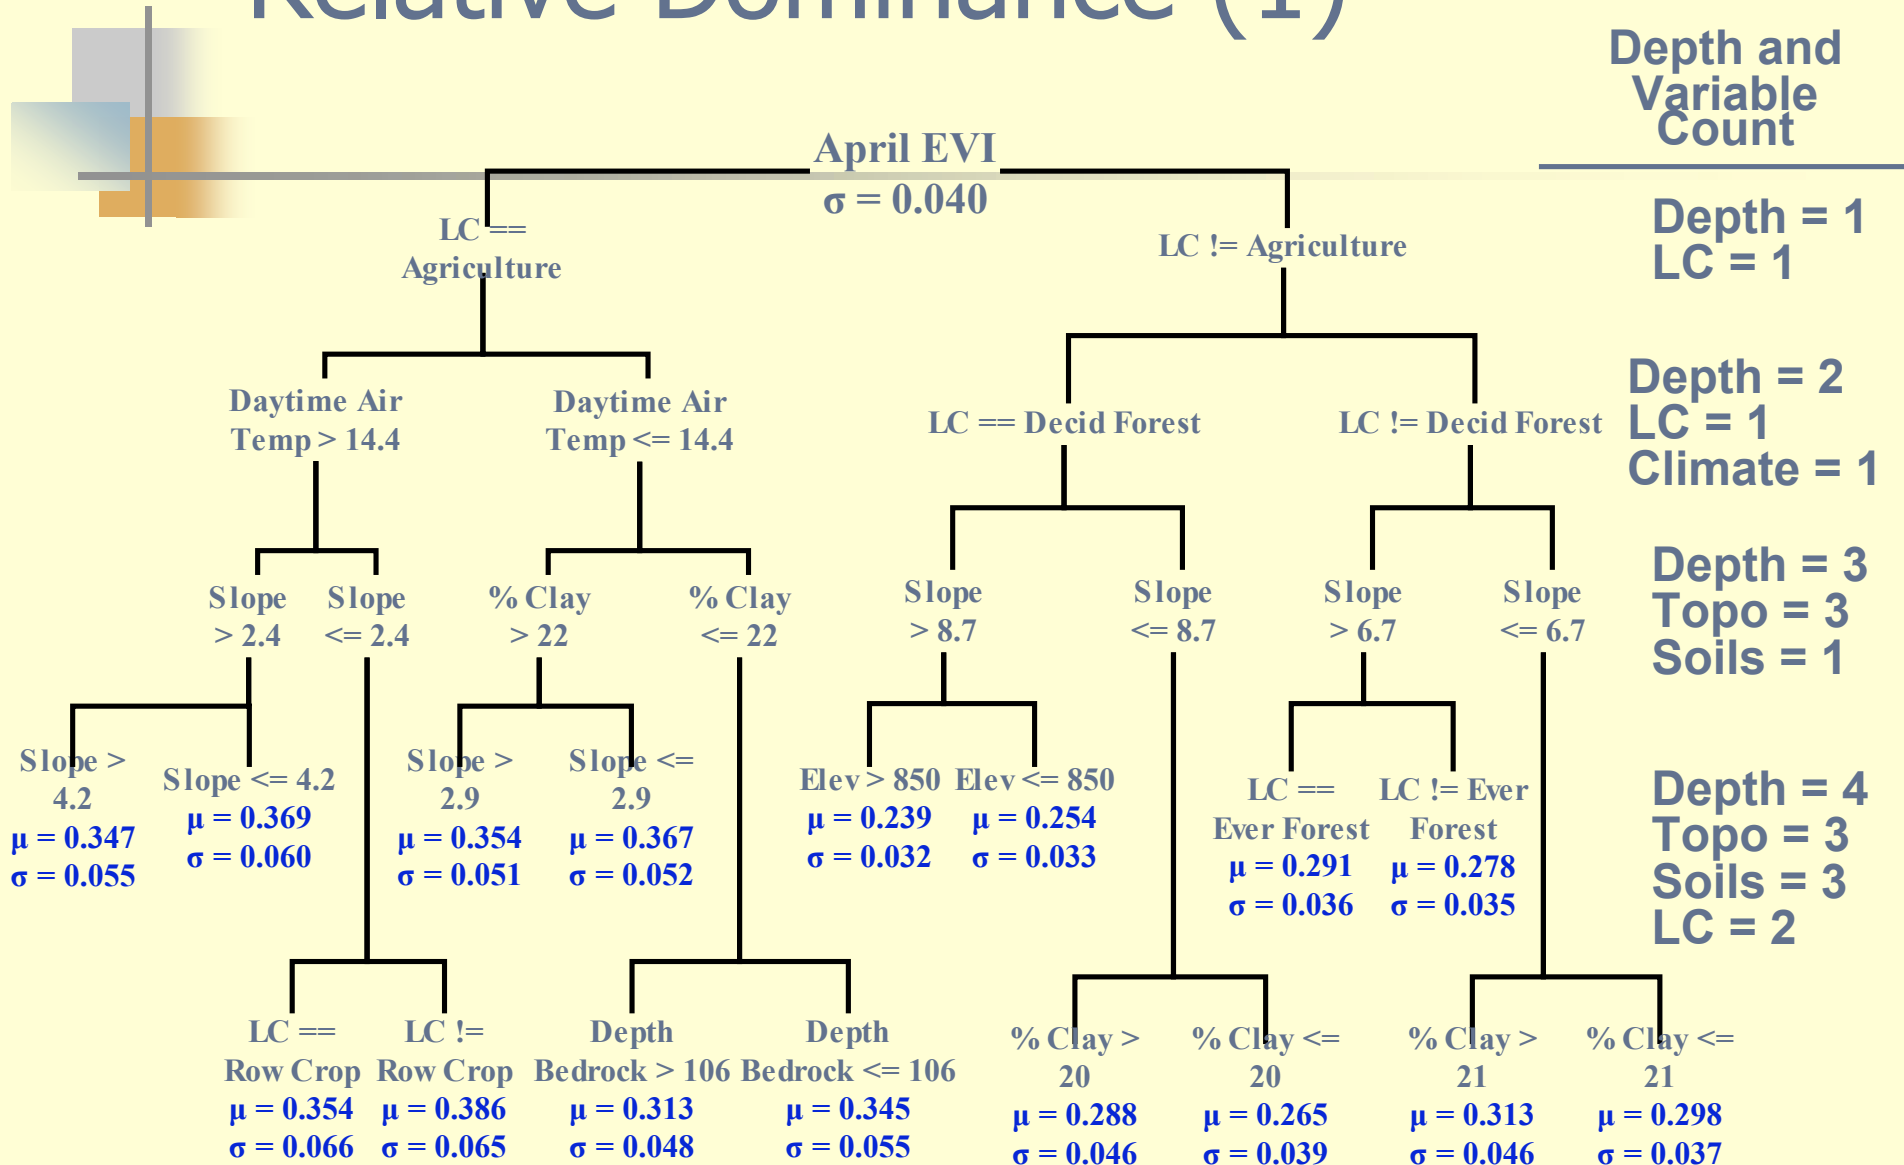 Relative Dominance (1)
Depth and
Variable
Count
April EVI
σ = 0.040
LC ==
Agriculture
LC != Agriculture
Depth = 1
LC = 1
Daytime Air
Temp > 14.4
Daytime Air
Temp <= 14.4
LC == Decid Forest
LC != Decid Forest
Depth = 2
LC = 1
Climate = 1
Slope
> 2.4
Slope
<= 2.4
% Clay
> 22
% Clay
<= 22
Slope
> 8.7
Slope
<= 8.7
Slope
> 6.7
Slope
<= 6.7
Depth = 3
Topo = 3
Soils = 1
Slope >
4.2
μ = 0.347
σ = 0.055
Slope <= 4.2
μ = 0.369
σ = 0.060
Slope >
2.9
μ = 0.354
σ = 0.051
Slope <=
2.9
μ = 0.367
σ = 0.052
Elev > 850
μ = 0.239
σ = 0.032
Elev <= 850
μ = 0.254
σ = 0.033
LC ==
Ever Forest
μ = 0.291
σ = 0.036
LC != Ever
Forest
μ = 0.278
σ = 0.035
Depth = 4
Topo = 3
Soils = 3
LC = 2
LC ==
Row Crop
μ = 0.354
σ = 0.066
LC !=
Row Crop
μ = 0.386
σ = 0.065
Depth
Bedrock > 106
μ = 0.313
σ = 0.048
Depth
Bedrock <= 106
μ = 0.345
σ = 0.055
% Clay >
20
μ = 0.288
σ = 0.046
% Clay <=
20
μ = 0.265
σ = 0.039
% Clay >
21
μ = 0.313
σ = 0.046
% Clay <=
21
μ = 0.298
σ = 0.037